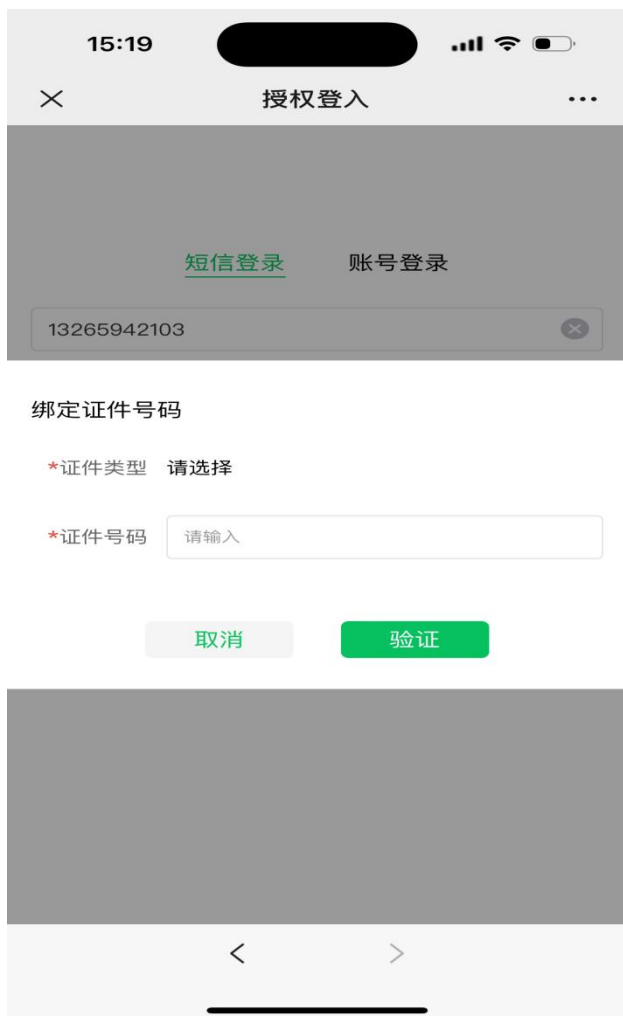 15:19
授权登入
短信登录 账号登录
13265942103
绑定证件号码
*证件类型 请选择
*证件号码 请输入
取消 验证